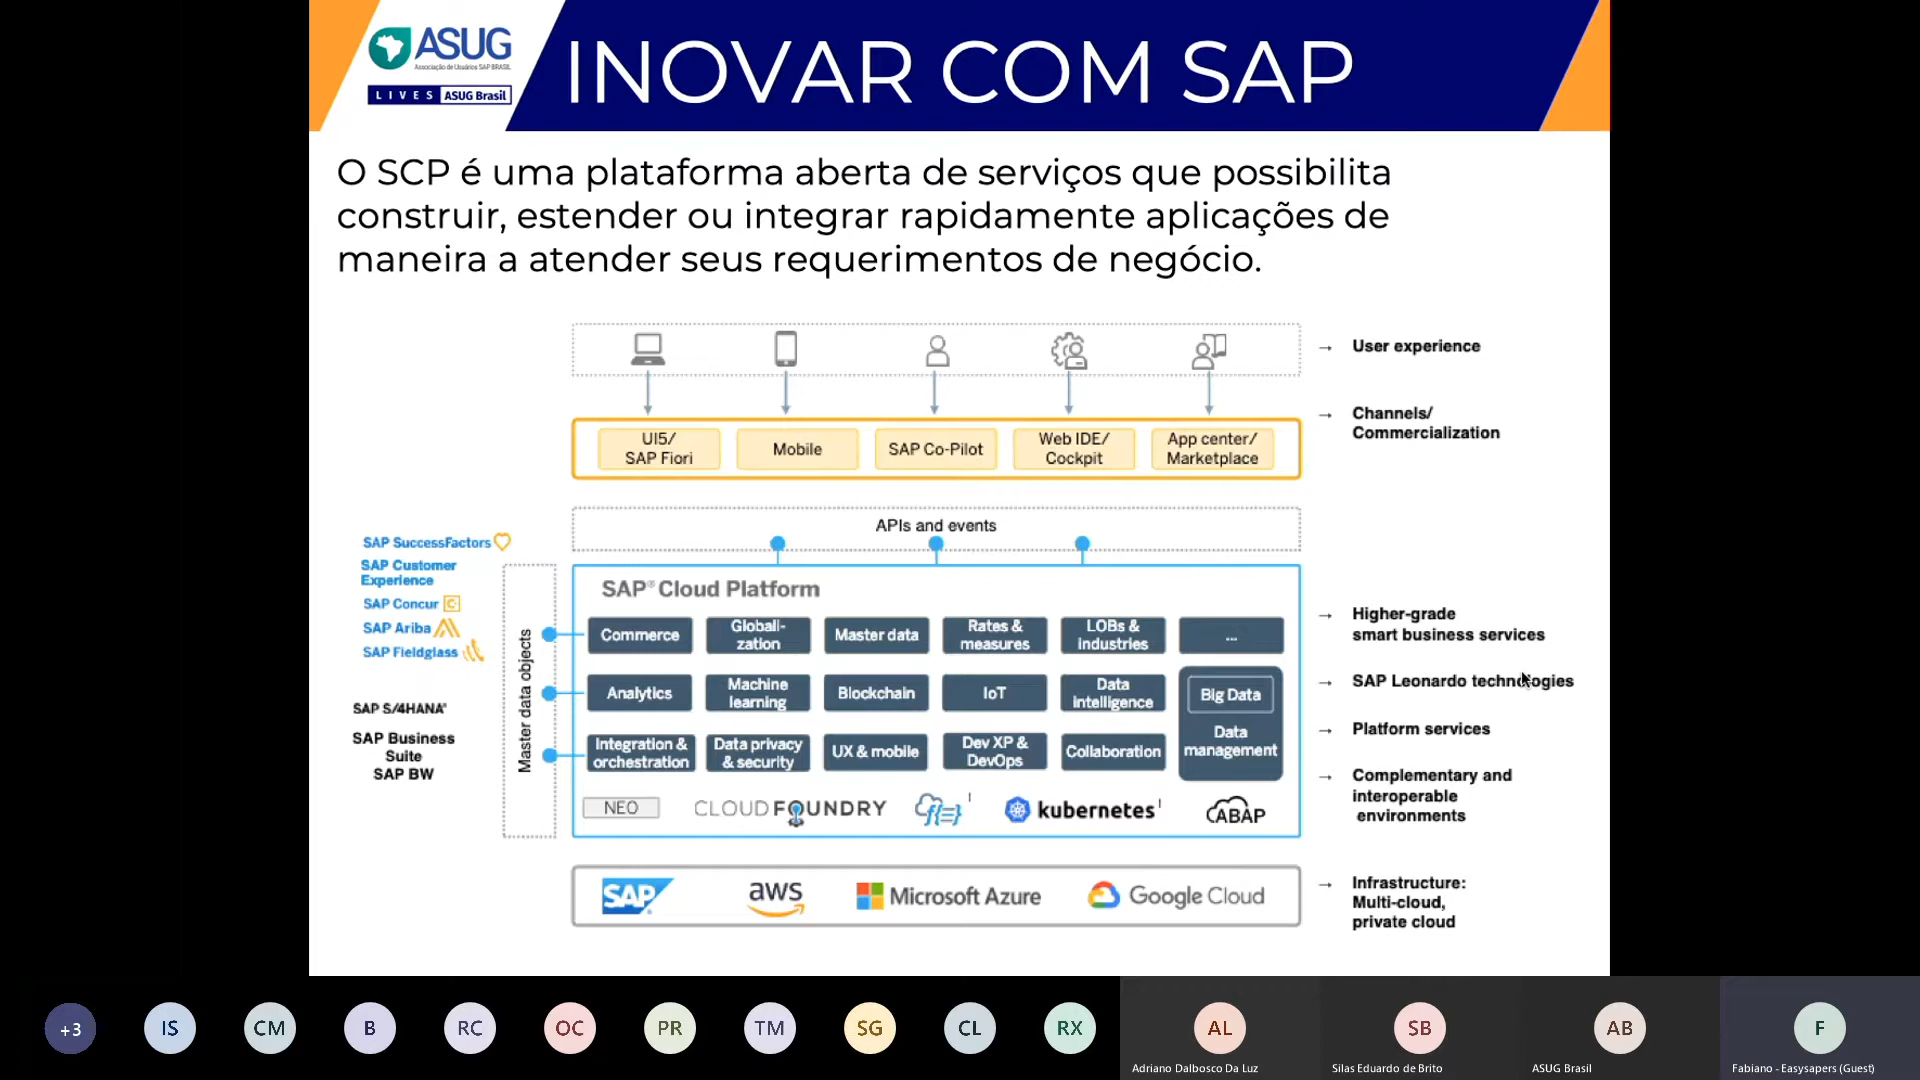 ASUG
Associação de Usuários SAP BRASIL
LIVES ASUG Brasil
INOVAR COM SAP
O SCP é uma plataforma aberta de serviços que possibilita
construir, estender ou integrar rapidamente aplicações de
maneira a atender seus requerimentos de negócio.
→ User experience
→ Channels/
Commercialization
UI5/
SAP Fiori
Mobile
SAP Co-Pilot
Web IDE/
Cockpit
App center/
Marketplace
APIs and events
SAP SuccessFactors
SAP Customer
Experience
SAP Concur C
SAP Ariba
SAP Fieldglass
SAP S/4HANA®
SAP Business
Suite
SAP BW
Master data objects
SAP® Cloud Platform
Commerce
Globali-
zation
Master data
Rates &
measures
LOBs &
industries
...
Analytics
Machine
learning
Blockchain
IoT
Data
intelligence
Big Data
Data
management
Integration &
orchestration
Data privacy
& security
UX & mobile
Dev XP &
DevOps
Collaboration
NEO
CLOUD FOUNDRY
f{=} ¹
kubernetes ¹
ABAP
→ Higher-grade
smart business services
→ SAP Leonardo technologies
→ Platform services
→ Complementary and
interoperable
environments
SAP
aws
Microsoft Azure
Google Cloud
→ Infrastructure:
Multi-cloud,
private cloud
+3 IS CM B RC OC PR TM SG CL RX AL SB AB F
Adriano Dalbosco Da Luz
Silas Eduardo de Brito
ASUG Brasil
Fabiano - Easysapers (Guest)